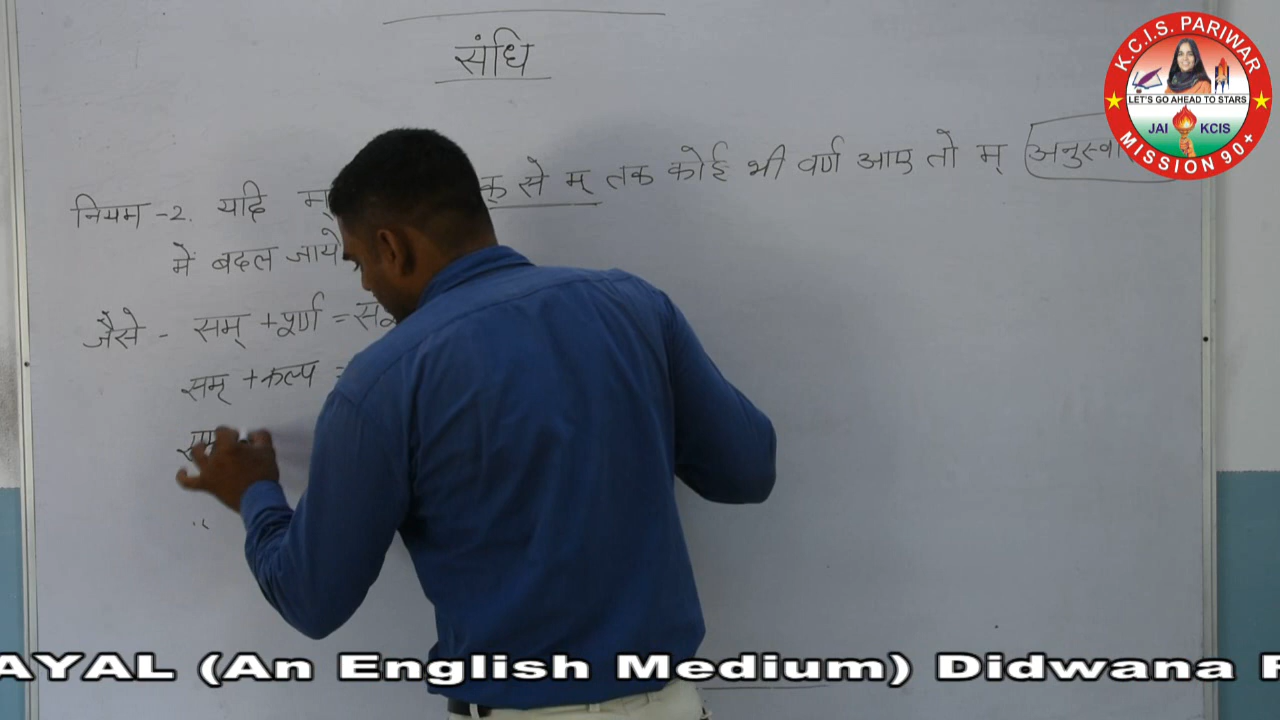 संधि
नियम -2. यदि म् क् से म् तक कोई भी वर्ण आए तो म् अनुस्वा
में बदल जाये
जैसे - सम् + पूर्ण =
सम् + कल्प =
K.C.I.S. PARIWAR
LET'S GO AHEAD TO STARS
JAI KCIS
MISSION 90+
AYAL (An English Medium) Didwana